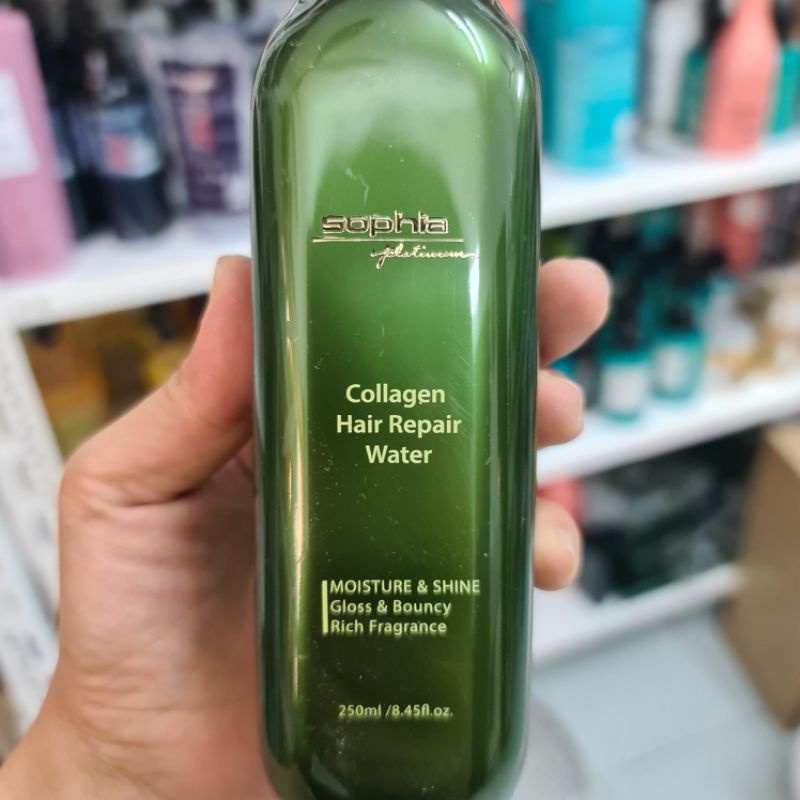 sophia
platinum
Collagen
Hair Repair
Water
MOISTURE & SHINE
Gloss & Bouncy
Rich Fragrance
250ml /8.45fl.oz.